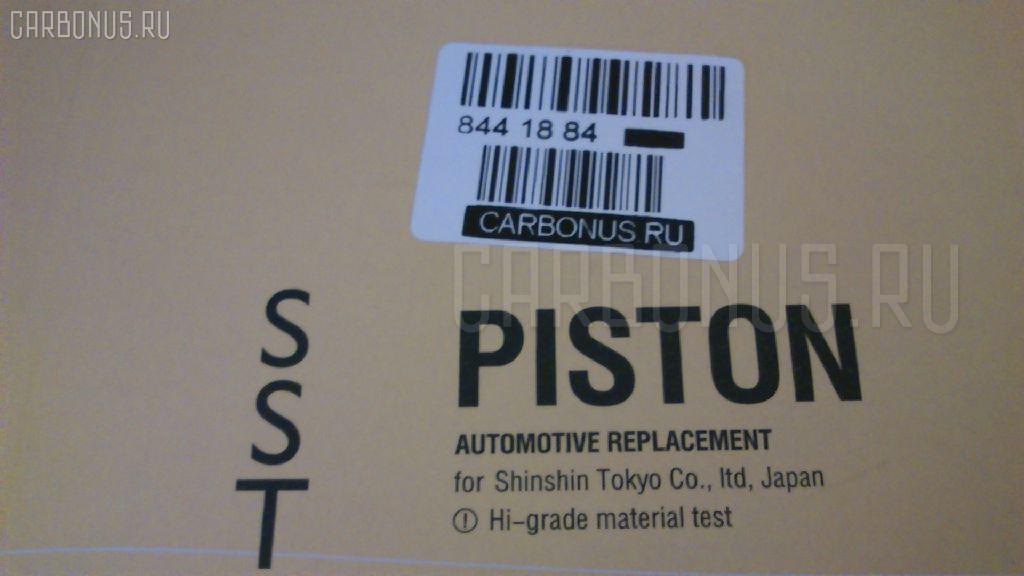 CARBONUS.RU
844 18 84
CARBONUS RU
CARBONUS.RU
SST
PISTON
AUTOMOTIVE REPLACEMENT
for Shinshin Tokyo Co., ltd, Japan
! Hi-grade material test